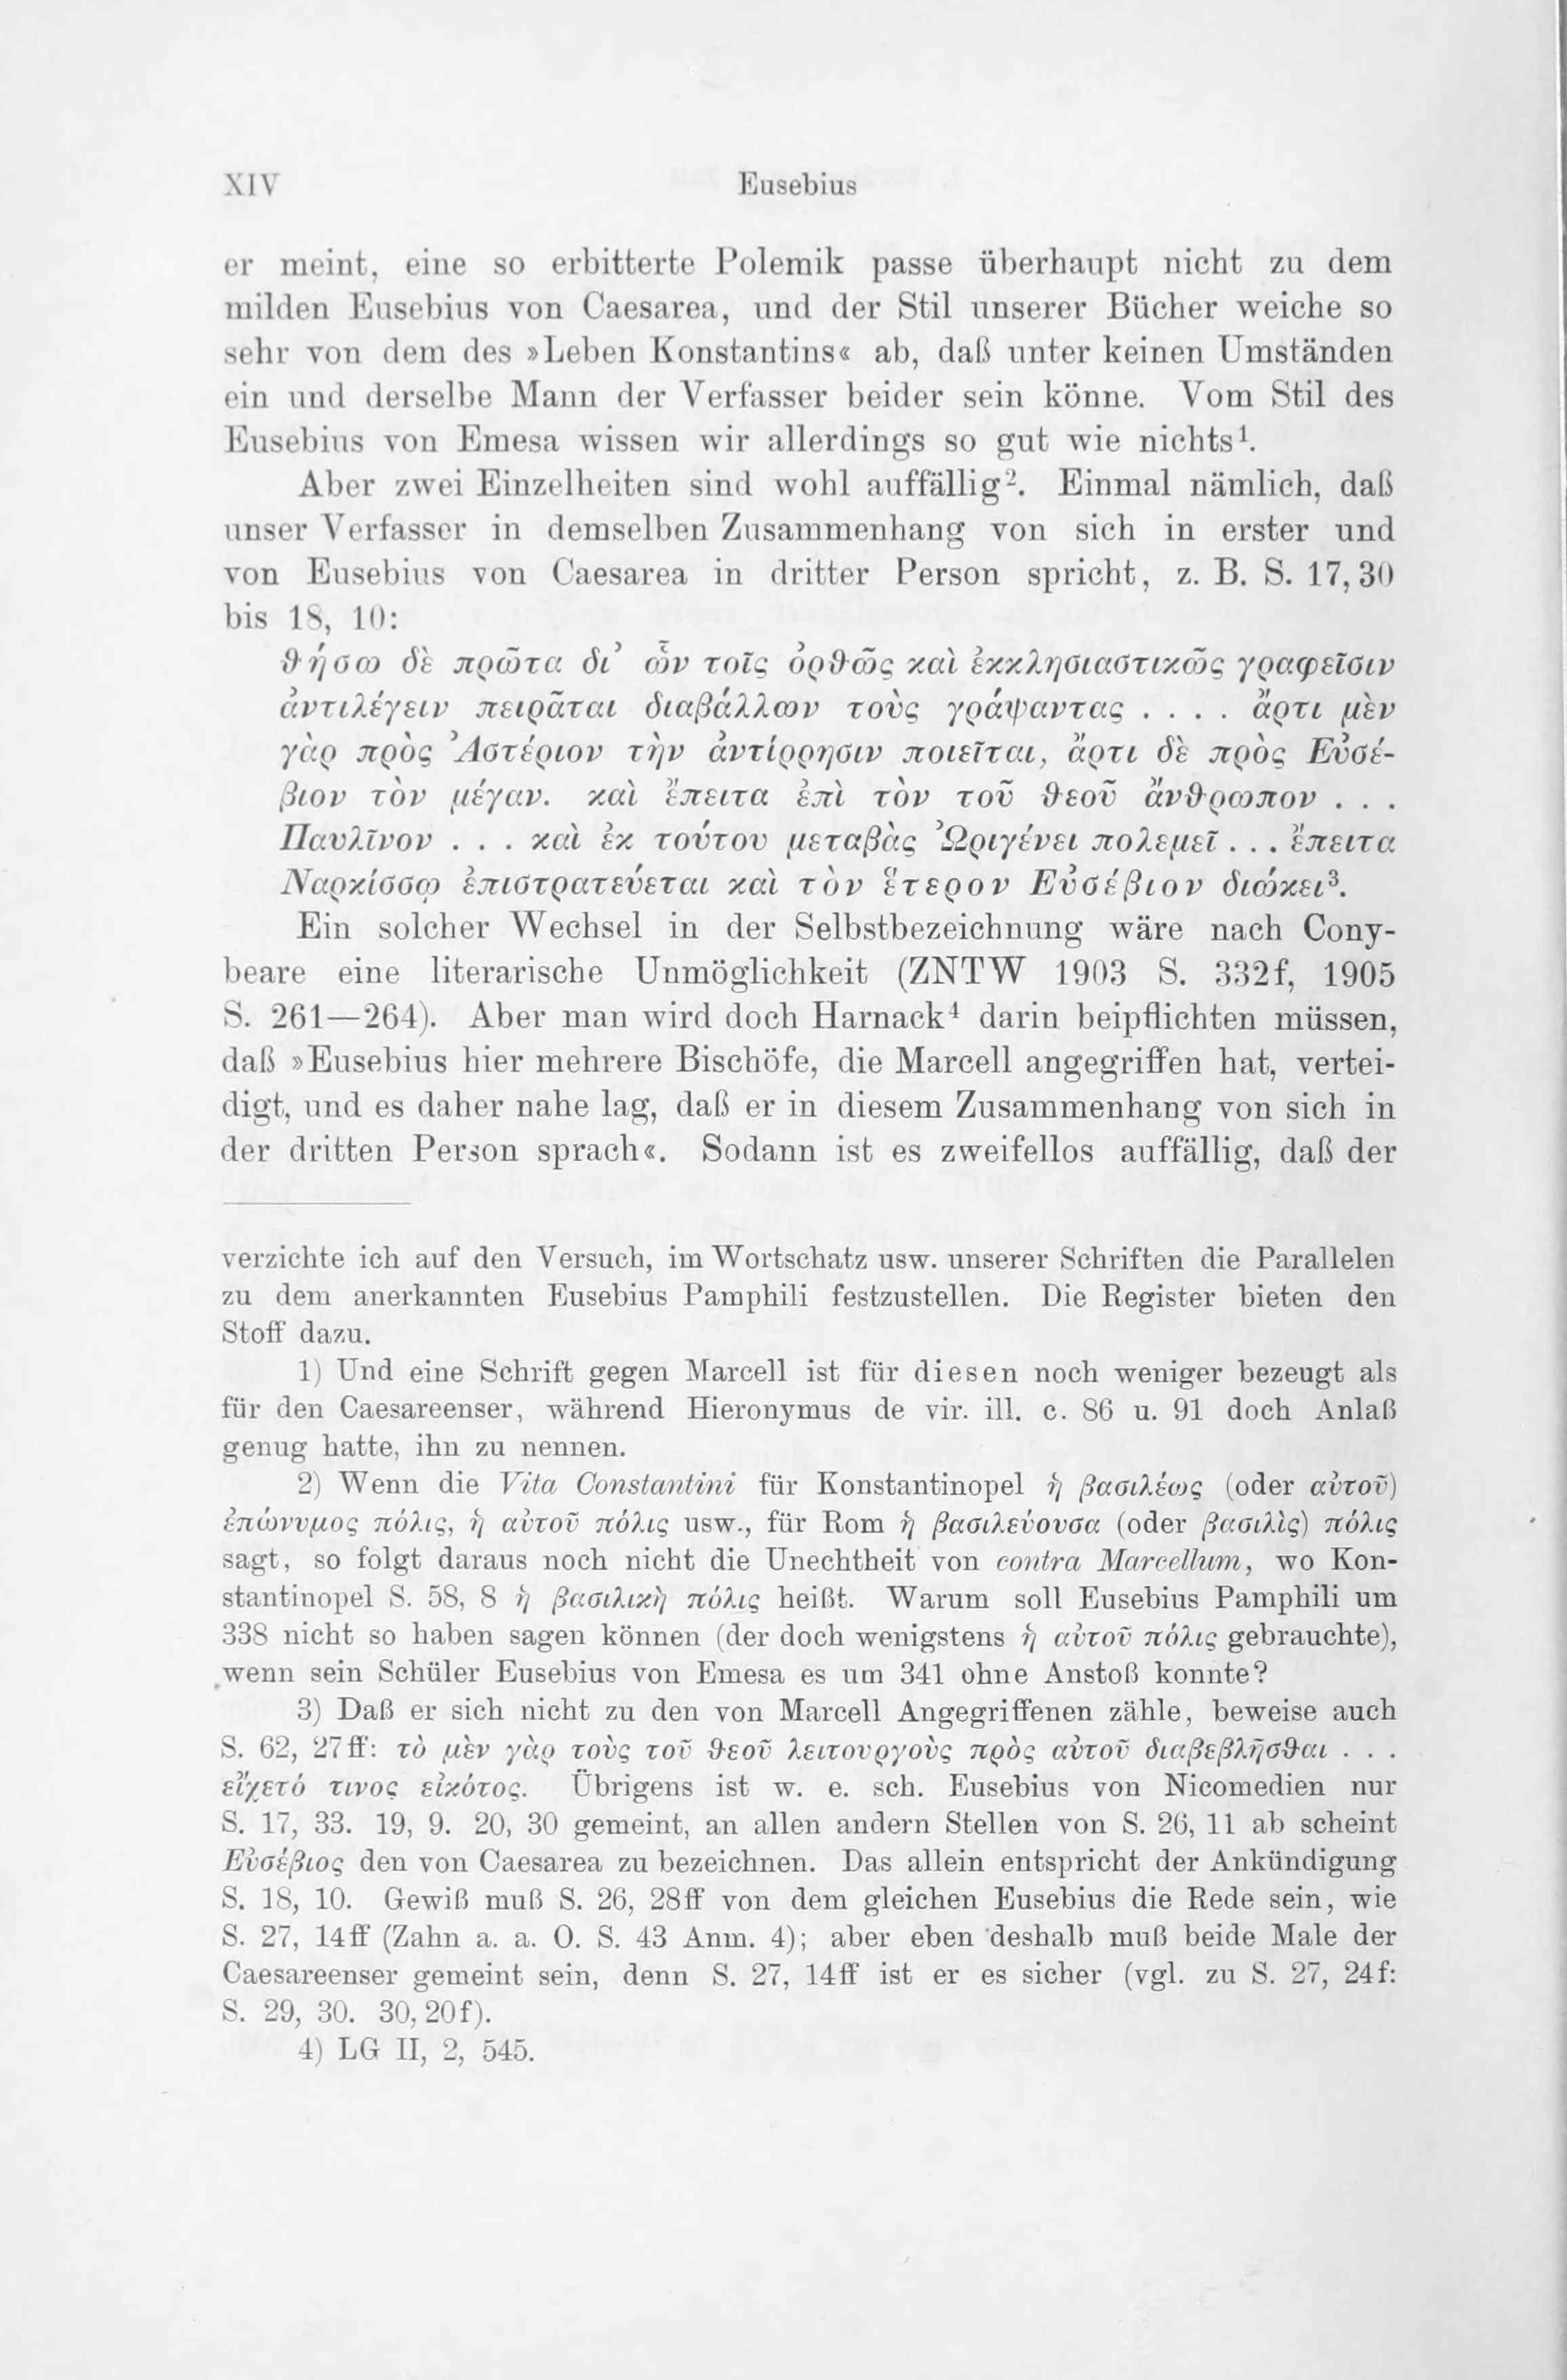 XIV Eusebius
er meint, eine so erbitterte Polemik passe überhaupt nicht zu dem
milden Eusebius von Caesarea, und der Stil unserer Bücher weiche so
sehr von dem des »Leben Konstantins« ab, daß unter keinen Umständen
ein und derselbe Mann der Verfasser beider sein könne. Vom Stil des
Eusebius von Emesa wissen wir allerdings so gut wie nichts¹.
Aber zwei Einzelheiten sind wohl auffällig². Einmal nämlich, daß
unser Verfasser in demselben Zusammenhang von sich in erster und
von Eusebius von Caesarea in dritter Person spricht, z. B. S. 17, 30
bis 18, 10:
θήσω δὲ πρῶτα δι᾽ ὧν τοῖς ὀρθῶς καὶ ἐκκλησιαστικῶς γραφεῖσιν
ἀντιλέγειν πειρᾶται διαβάλλων τοὺς γράψαντας . . . . ἄρτι μὲν
γὰρ πρὸς Ἀστέριον τὴν ἀντίρρησιν ποιεῖται, ἄρτι δὲ πρὸς Εὐσέ-
βιον τὸν μέγαν. καὶ ἔπειτα ἐπὶ τὸν τοῦ θεοῦ ἄνθρωπον . . .
Παυλῖνον . . . καὶ ἐκ τούτου μεταβὰς Ὠριγένει πολεμεῖ . . . ἔπειτα
Ναρκίσσῳ ἐπιστρατεύεται καὶ τὸν ἕτερον Εὐσέβιον διώκει³.
Ein solcher Wechsel in der Selbstbezeichnung wäre nach Cony-
beare eine literarische Unmöglichkeit (ZNTW 1903 S. 332f, 1905
S. 261—264). Aber man wird doch Harnack⁴ darin beipflichten müssen,
daß »Eusebius hier mehrere Bischöfe, die Marcell angegriffen hat, vertei-
digt, und es daher nahe lag, daß er in diesem Zusammenhang von sich in
der dritten Person sprach«. Sodann ist es zweifellos auffällig, daß der
verzichte ich auf den Versuch, im Wortschatz usw. unserer Schriften die Parallelen
zu dem anerkannten Eusebius Pamphili festzustellen. Die Register bieten den
Stoff dazu.
1) Und eine Schrift gegen Marcell ist für diesen noch weniger bezeugt als
für den Caesareenser, während Hieronymus de vir. ill. c. 86 u. 91 doch Anlaß
genug hatte, ihn zu nennen.
2) Wenn die Vita Constantini für Konstantinopel ἡ βασιλέως (oder αὐτοῦ)
ἐπώνυμος πόλις, ἡ αὐτοῦ πόλις usw., für Rom ἡ βασιλεύουσα (oder βασιλὶς) πόλις
sagt, so folgt daraus noch nicht die Unechtheit von contra Marcellum, wo Kon-
stantinopel S. 58, 8 ἡ βασιλικὴ πόλις heißt. Warum soll Eusebius Pamphili um
338 nicht so haben sagen können (der doch wenigstens ἡ αὐτοῦ πόλις gebrauchte),
wenn sein Schüler Eusebius von Emesa es um 341 ohne Anstoß konnte?
3) Daß er sich nicht zu den von Marcell Angegriffenen zähle, beweise auch
S. 62, 27ff: τὸ μὲν γὰρ τοὺς τοῦ θεοῦ λειτουργοὺς πρὸς αὐτοῦ διαβεβλῆσθαι . . .
εἴχετό τινος εἰκότος. Übrigens ist w. e. sch. Eusebius von Nicomedien nur
S. 17, 33. 19, 9. 20, 30 gemeint, an allen andern Stellen von S. 26, 11 ab scheint
Εὐσέβιος den von Caesarea zu bezeichnen. Das allein entspricht der Ankündigung
S. 18, 10. Gewiß muß S. 26, 28ff von dem gleichen Eusebius die Rede sein, wie
S. 27, 14ff (Zahn a. a. O. S. 43 Anm. 4); aber eben deshalb muß beide Male der
Caesareenser gemeint sein, denn S. 27, 14ff ist er es sicher (vgl. zu S. 27, 24f:
S. 29, 30. 30, 20f).
4) LG II, 2, 545.